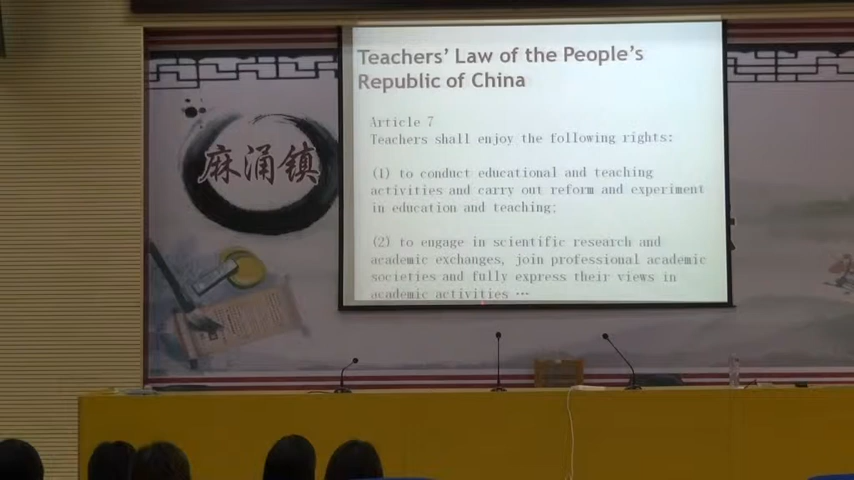 Teachers' Law of the People's
Republic of China
Article 7
Teachers shall enjoy the following rights:
(1) to conduct educational and teaching
activities and carry out reform and experiment
in education and teaching;
(2) to engage in scientific research and
academic exchanges, join professional academic
societies and fully express their views in
academic activities …
麻涌镇